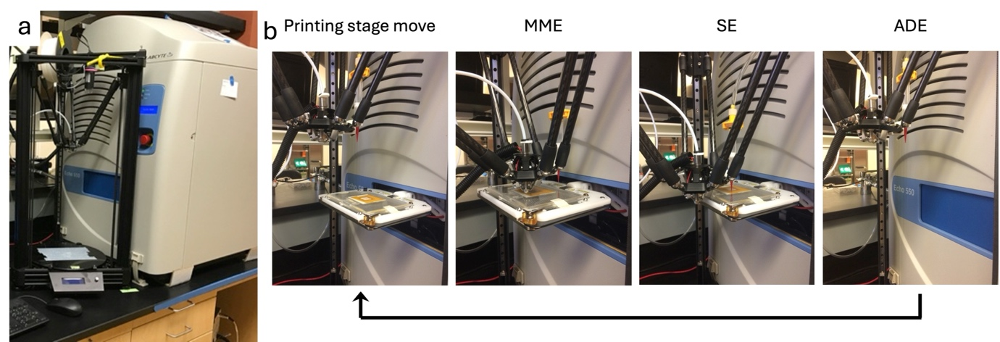 a
b
Printing stage move
MME
SE
ADE
LABCYTE
Echo 550